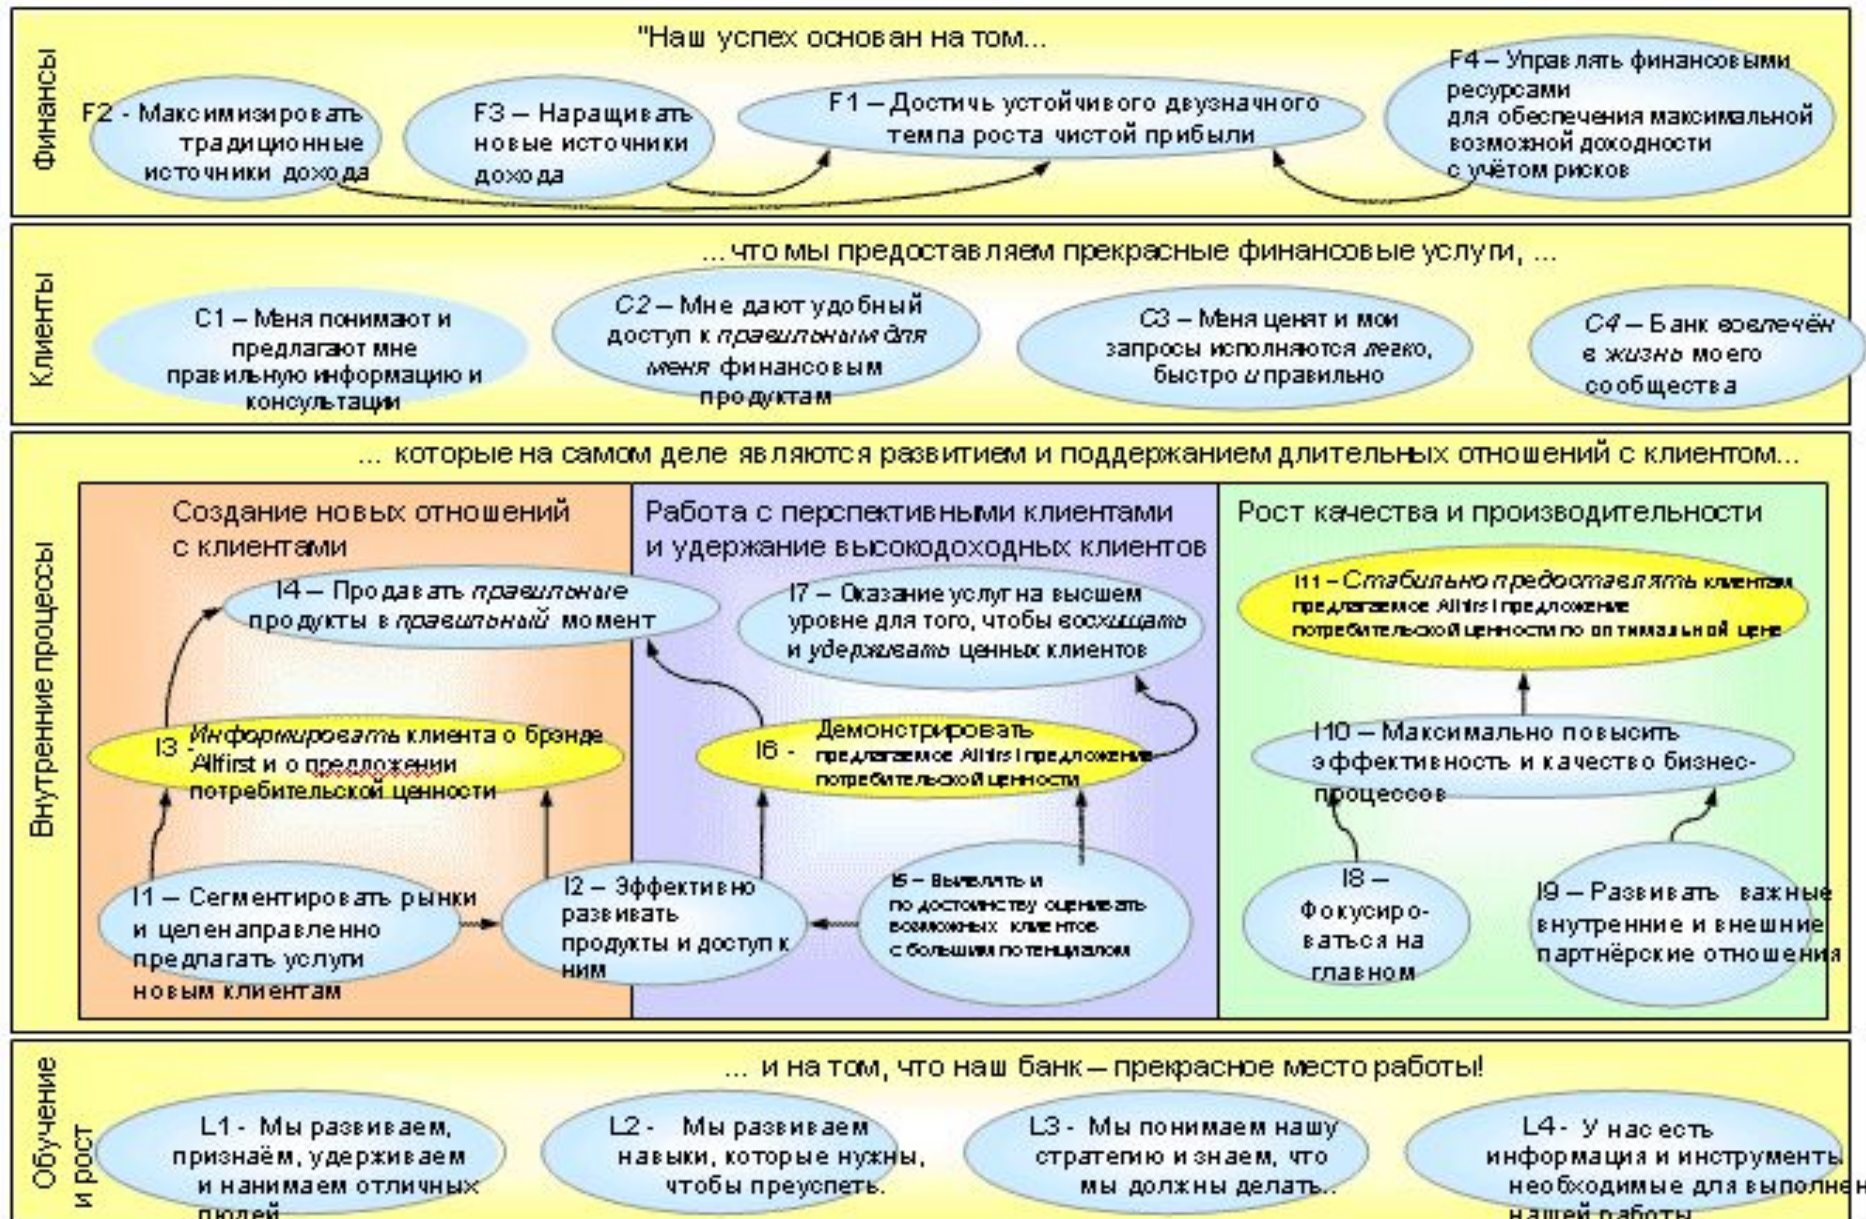 Финансы
"Наш успех основан на том...
F2 - Максимизировать
традиционные
источники дохода
F3 – Наращивать
новые источники
дохода
F1 – Достичь устойчивого двузначного
темпа роста чистой прибыли
F4 – Управлять финансовыми
ресурсами
для обеспечения максимальной
возможной доходности
с учётом рисков
Клиенты
...что мы предоставляем прекрасные финансовые услуги, ...
C1 – Меня понимают и
предлагают мне
правильную информацию и
консультации
C2 – Мне дают удобный
доступ к правильным для
меня финансовым
продуктам
C3 – Меня ценят и мои
запросы исполняются легко,
быстро и правильно
C4 – Банк вовлечён
в жизнь моего
сообщества
Внутренние процессы
... которые на самом деле являются развитием и поддержанием длительных отношений с клиентом...
Создание новых отношений
с клиентами
I4 – Продавать правильные
продукты в правильный момент
I3 - Информировать клиента о брэнде
Allfirst и о предложении
потребительской ценности
I1 – Сегментировать рынки
и целенаправленно
предлагать услуги
новым клиентам
I2 – Эффективно
развивать
продукты и доступ к
ним
Работа с перспективными клиентами
и удержание высокодоходных клиентов
I7 – Оказание услуг на высшем
уровне для того, чтобы восхищать
и удерживать ценных клиентов
I6 - Демонстрировать
предлагаемое Allfirst предложение
потребительской ценности
I5 – Выявлять и
по достоинству оценивать
возможных клиентов
с большим потенциалом
Рост качества и производительности
I11 – Стабильно предоставлять клиентам
предлагаемое Allfirst предложение
потребительской ценности по оптимальной цене
I10 – Максимально повысить
эффективность и качество бизнес-
процессов
I8 –
Фокусиро-
ваться на
главном
I9 – Развивать важные
внутренние и внешние
партнёрские отношения
Обучение
и рост
... и на том, что наш банк – прекрасное место работы!
L1 - Мы развиваем,
признаём, удерживаем
и нанимаем отличных
людей
L2 - Мы развиваем
навыки, которые нужны,
чтобы преуспеть.
L3 - Мы понимаем нашу
стратегию и знаем, что
мы должны делать..
L4 - У нас есть
информация и инструменты
необходимые для выполнен
нашей работы